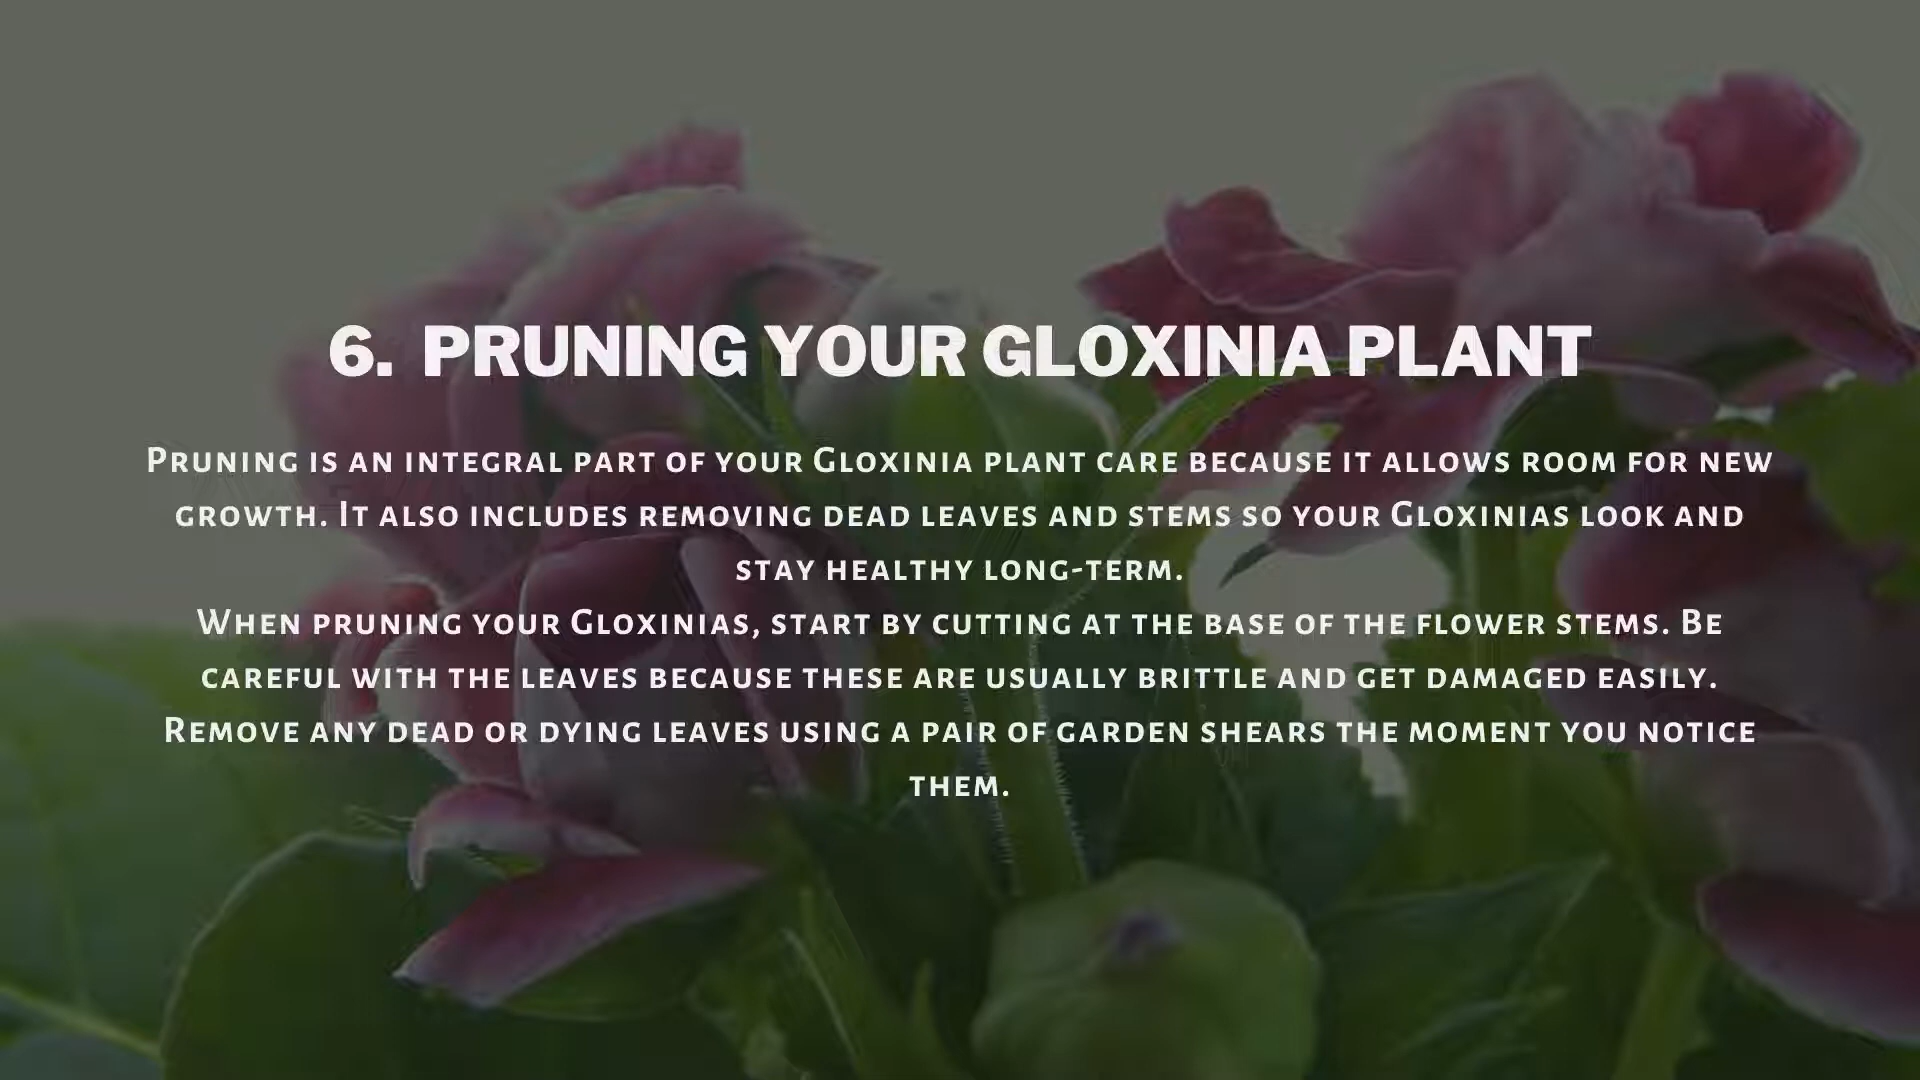 6. PRUNING YOUR GLOXINIA PLANT
Pruning is an integral part of your Gloxinia plant care because it allows room for new
growth. It also includes removing dead leaves and stems so your Gloxinias look and
stay healthy long-term.
When pruning your Gloxinias, start by cutting at the base of the flower stems. Be
careful with the leaves because these are usually brittle and get damaged easily.
Remove any dead or dying leaves using a pair of garden shears the moment you notice
them.